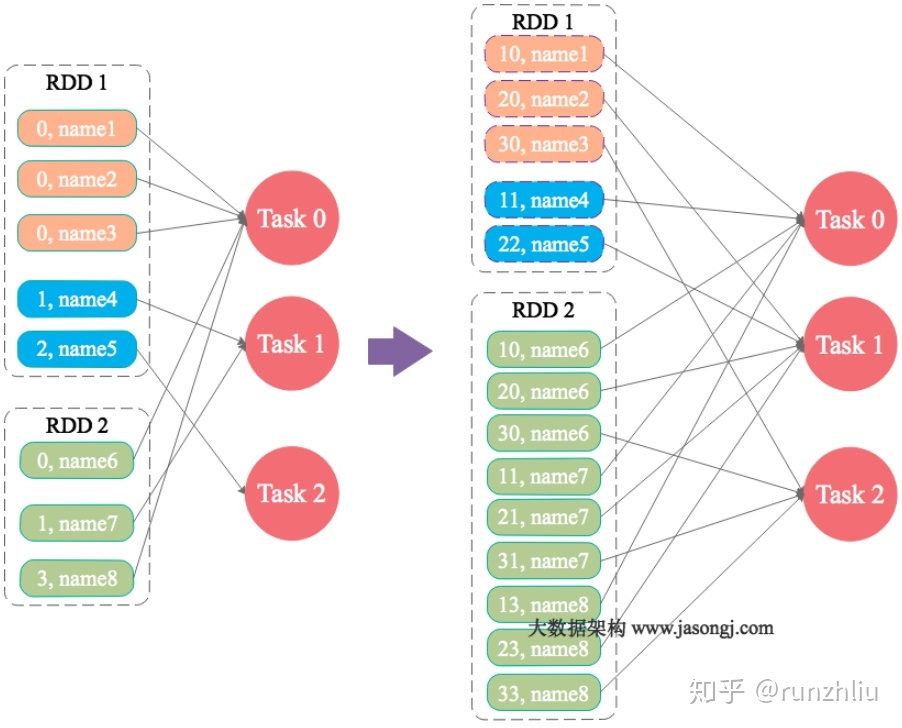 RDD 1
0, name1
0, name2
0, name3
1, name4
2, name5
RDD 2
0, name6
1, name7
3, name8
Task 0
Task 1
Task 2
RDD 1
10, name1
20, name2
30, name3
11, name4
22, name5
RDD 2
10, name6
20, name6
30, name6
11, name7
21, name7
31, name7
13, name8
23, name8
33, name8
Task 0
Task 1
Task 2
大数据架构 www.jasongj.com
知乎 @runzhliu